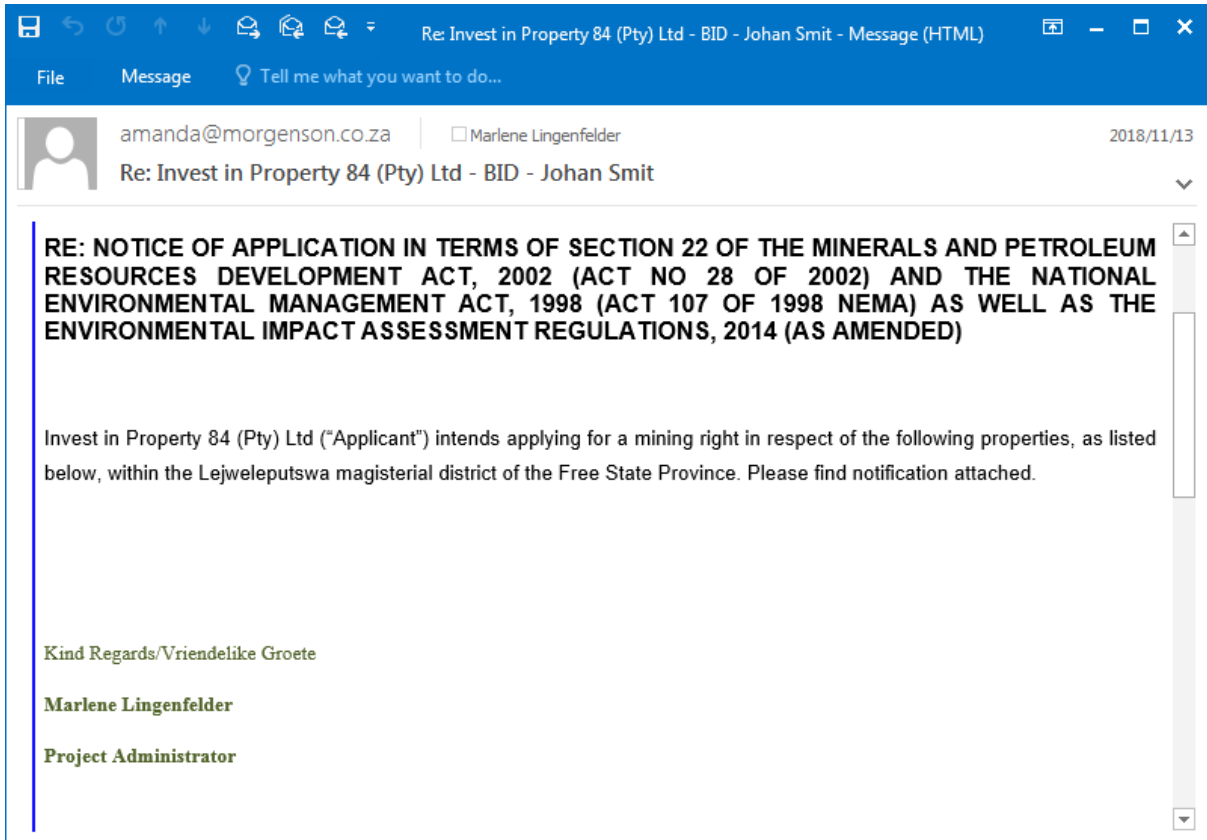 Re: Invest in Property 84 (Pty) Ltd - BID - Johan Smit - Message (HTML)
File Message Tell me what you want to do...
amanda@morgenson.co.za Marlene Lingenfelder 2018/11/13
Re: Invest in Property 84 (Pty) Ltd - BID - Johan Smit
RE: NOTICE OF APPLICATION IN TERMS OF SECTION 22 OF THE MINERALS AND PETROLEUM
RESOURCES DEVELOPMENT ACT, 2002 (ACT NO 28 OF 2002) AND THE NATIONAL
ENVIRONMENTAL MANAGEMENT ACT, 1998 (ACT 107 OF 1998 NEMA) AS WELL AS THE
ENVIRONMENTAL IMPACT ASSESSMENT REGULATIONS, 2014 (AS AMENDED)
Invest in Property 84 (Pty) Ltd (“Applicant”) intends applying for a mining right in respect of the following properties, as listed
below, within the Lejweleputswa magisterial district of the Free State Province. Please find notification attached.
Kind Regards/Vriendelike Groete
Marlene Lingenfelder
Project Administrator